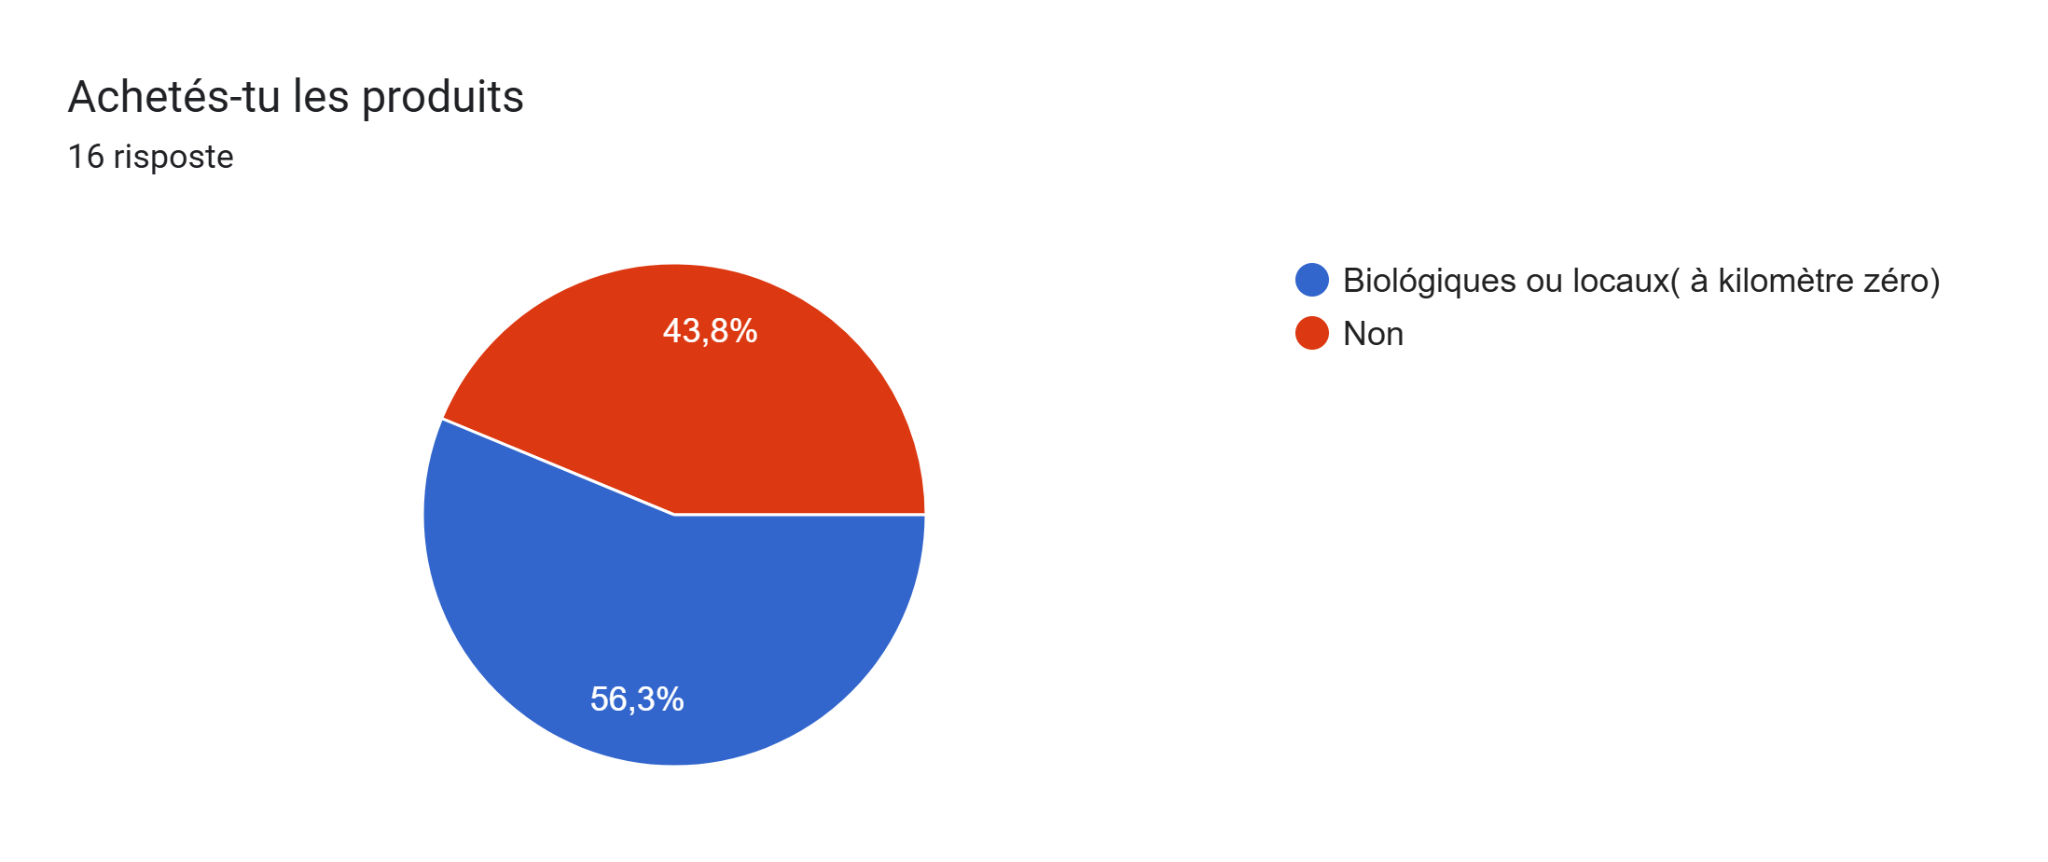 Achetés-tu les produits
16 risposte
Biológiques ou locaux( à kilomètre zéro)
Non
43,8%
56,3%